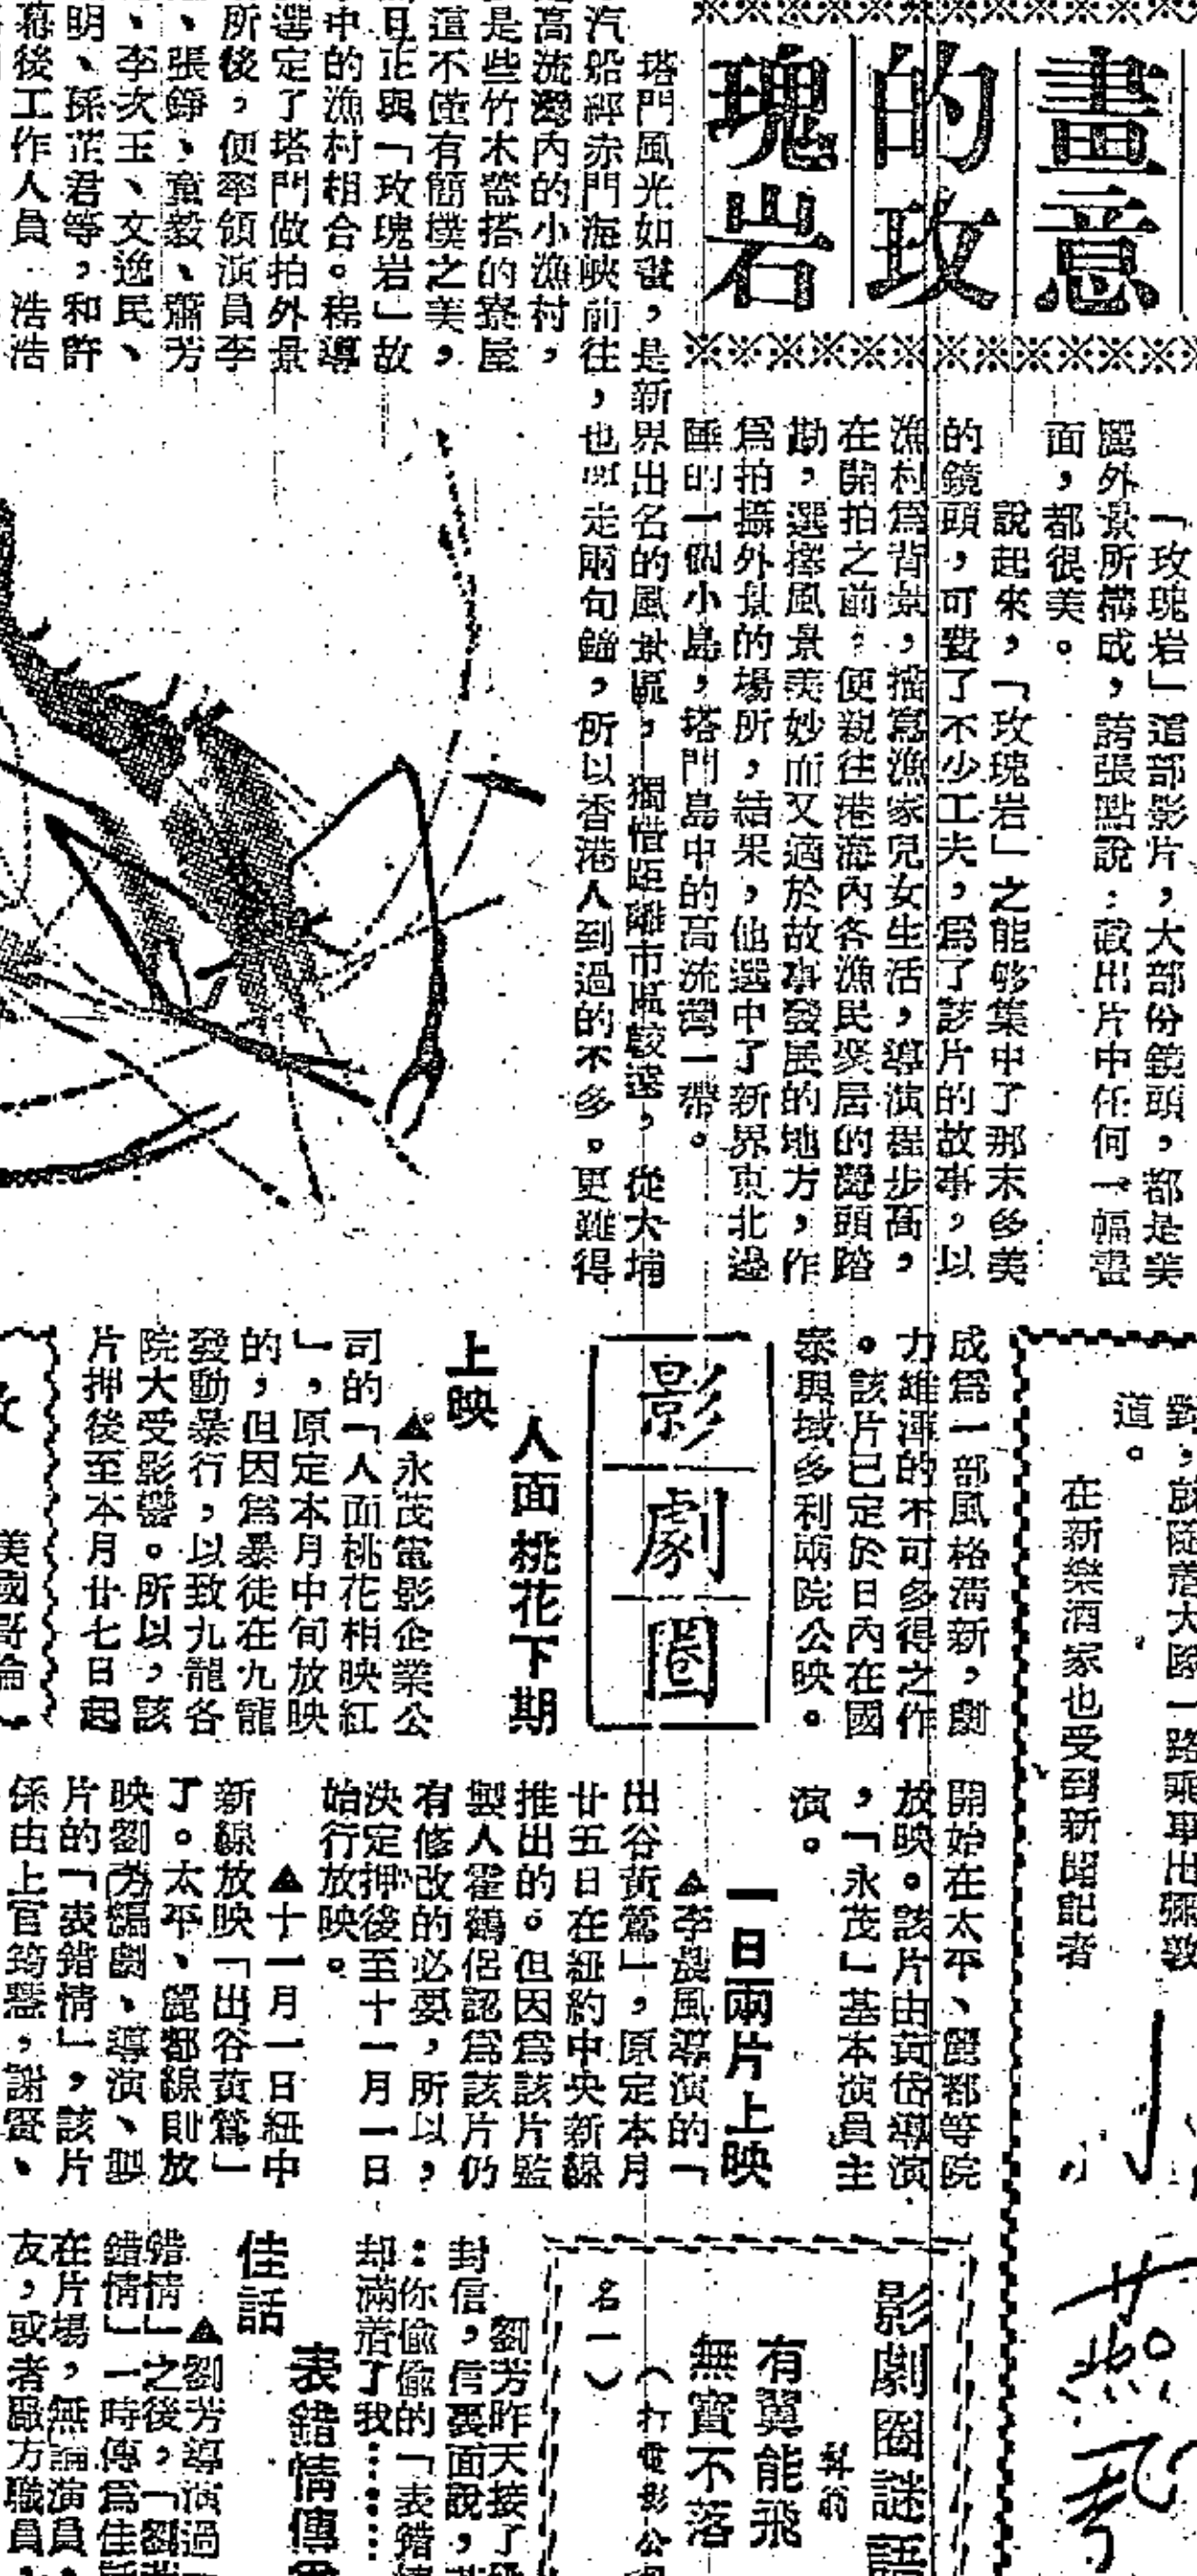 畫意
的玫
瑰岩
「玫瑰岩」這部影片，大部份鏡頭，都是美
麗外景所構成，誇張點說，截出片中任何一幅畫
面，都很美。
說起來，「玫瑰岩」之能够集中了那末多美
的鏡頭，可費了不少工夫，爲了該片的故事，以
漁村爲背景，描寫漁家兒女生活，導演程步高，
在開拍之前，便親往港海內各漁民聚居的灣頭踏
勘，選擇風景美妙而又適於故事發展的地方，作
爲拍攝外景的場所，結果，他選中了新界東北邊
陲的一個小島，塔門島中的高流灣一帶。
塔門風光如畫，是新界出名的風景區，獨惜距離市區較遠，從大埔
汽船經赤門海峽前往，也要走兩句鐘，所以香港人到過的不多。更難得
高流灣內的小漁村，
是些竹木蓋搭的寮屋
這不僅有簡樸之美，
且正與「玫瑰岩」故
中的漁村相合。程導
選定了塔門做拍外景
所後，便率領演員李
、張錚、童毅、蕭芳
、李次玉、文逸民、
明、孫芷君等，和許
幕後工作人員 浩浩
道。
在新樂酒家也受到新聞記者
成爲一部風格清新，劇
力雄渾的不可多得之作
。該片已定於日內在國
泰與域多利兩院公映。
影劇圈
人面桃花下期
上映
▲永茂電影企業公
司的「人面桃花相映紅
」，原定本月中旬放映
的，但因爲暴徒在九龍
發動暴行，以致九龍各
院大受影響。所以，該
片押後至本月廿七日起
美國哥倫
開始在太平、麗都等院
放映。該片由黃岱導演
，「永茂」基本演員主
演。
一日兩片上映
▲李晨風導演的「
出谷黃鶯」，原定本月
廿五日在紐約中央新線
推出的。但因爲該片監
製人霍鶴侶認爲該片仍
有修改的必要，所以，
決定押後至十一月一日
始行放映。
▲十一月一日紐中
新線放映「出谷黃鶯」
了。太平、麗都線則放
映劉芳編劇、導演、製
片的「表錯情」，該片
係由上官筠慧，謝賢、
影劇圈謎語
有翼能飛
無寶不落
（打電影公
名一）
劉芳昨天接了
封信，信裏面說，
：你偷偷的「表錯情
却滿着了我⋯⋯
表錯情傳爲
佳話
▲劉芳導演過「
錯情」之後，「劉芳
錯情」一時傳爲佳話
在片場，無論演員，
友，或者廠方職員，